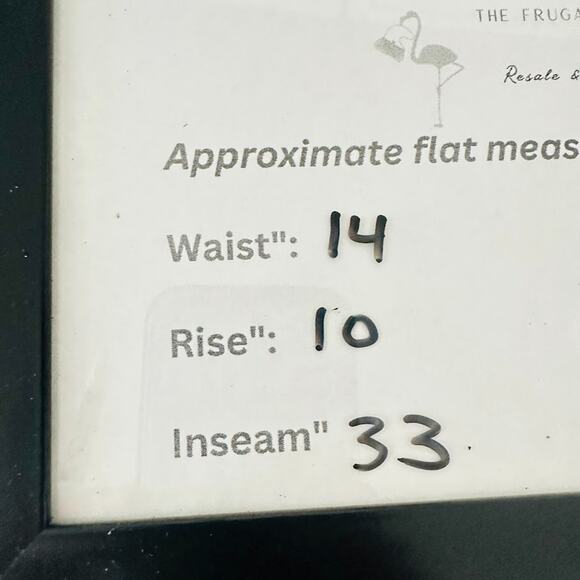 THE FRUGA
Resale &
Approximate flat meas
Waist": 14
Rise": 10
Inseam" 33